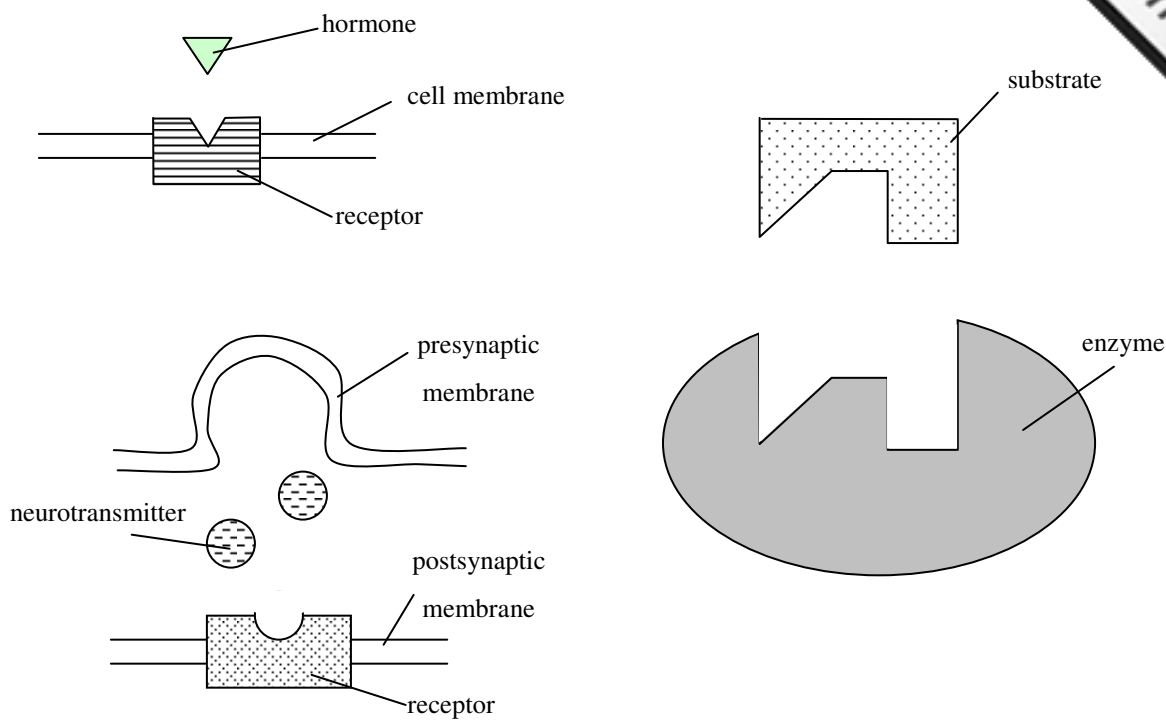 hormone
cell membrane
receptor
substrate
presynaptic
membrane
enzyme
neurotransmitter
postsynaptic
membrane
receptor